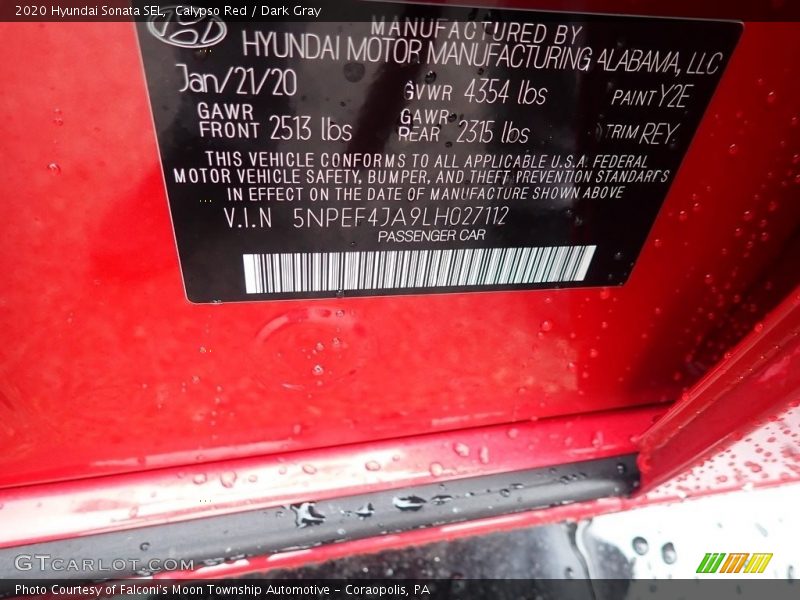 2020 Hyundai Sonata SEL, Calypso Red / Dark Gray
MANUFACTURED BY
HYUNDAI MOTOR MANUFACTURING ALABAMA, LLC
Jan/21/20 GVWR 4354 lbs PAINT Y2E
GAWR FRONT 2513 lbs GAWR REAR 2315 lbs TRIM REY
THIS VEHICLE CONFORMS TO ALL APPLICABLE U.S.A. FEDERAL
MOTOR VEHICLE SAFETY, BUMPER, AND THEFT PREVENTION STANDARTS
IN EFFECT ON THE DATE OF MANUFACTURE SHOWN ABOVE
V.I.N 5NPEF4JA9LH027112
PASSENGER CAR
GTCARLOT.COM
Photo Courtesy of Falconi's Moon Township Automotive - Coraopolis, PA